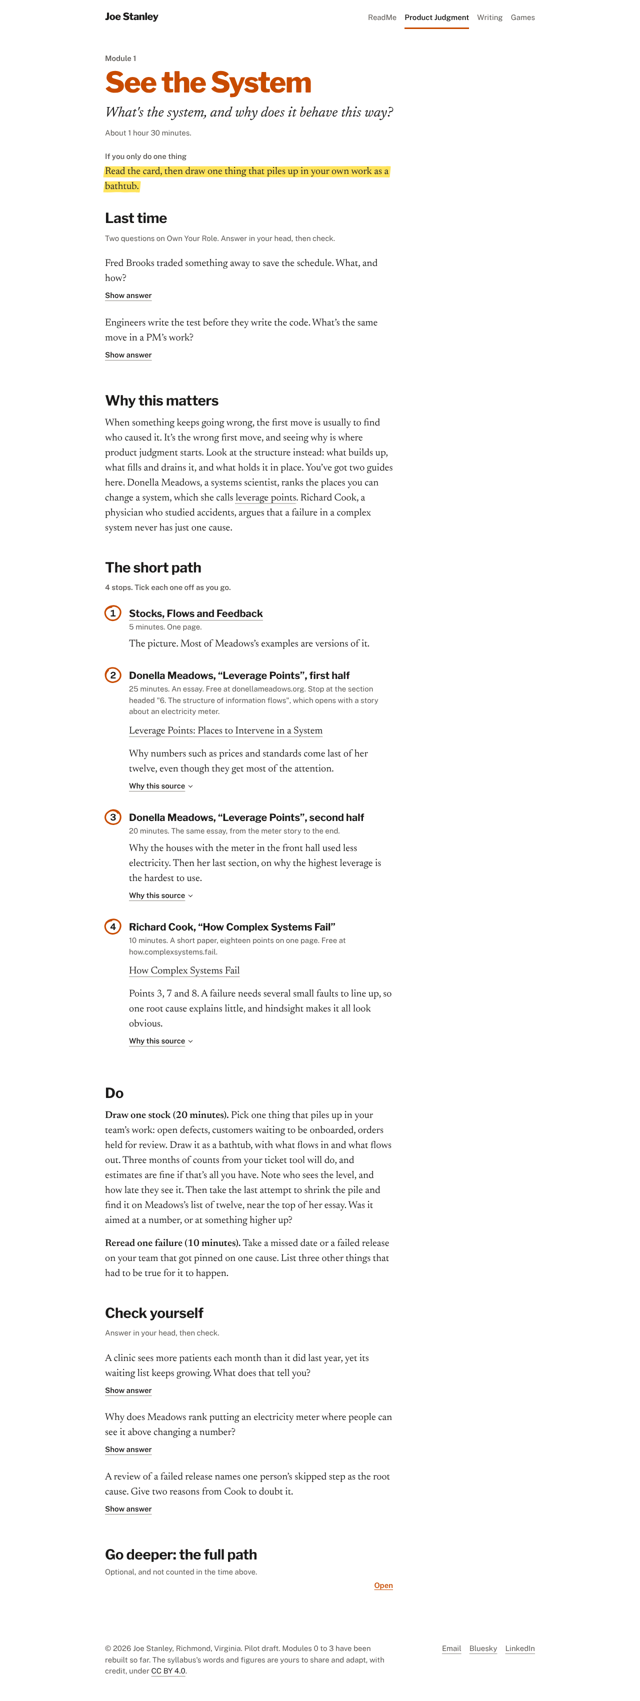 Joe Stanley
ReadMe Product Judgment Writing Games
Module 1
See the System
What's the system, and why does it behave this way?
About 1 hour 30 minutes.
If you only do one thing
Read the card, then draw one thing that piles up in your own work as a
bathtub.
Last time
Two questions on Own Your Role. Answer in your head, then check.
Fred Brooks traded something away to save the schedule. What, and
how?
Show answer
Engineers write the test before they write the code. What's the same
move in a PM's work?
Show answer
Why this matters
When something keeps going wrong, the first move is usually to find
who caused it. It's the wrong first move, and seeing why is where
product judgment starts. Look at the structure instead: what builds up,
what fills and drains it, and what holds it in place. You've got two guides
here. Donella Meadows, a systems scientist, ranks the places you can
change a system, which she calls leverage points. Richard Cook, a
physician who studied accidents, argues that a failure in a complex
system never has just one cause.
The short path
4 stops. Tick each one off as you go.
1 Stocks, Flows and Feedback
5 minutes. One page.
The picture. Most of Meadows's examples are versions of it.
2 Donella Meadows, “Leverage Points”, first half
25 minutes. An essay. Free at donellameadows.org. Stop at the section
headed "6. The structure of information flows", which opens with a story
about an electricity meter.
Leverage Points: Places to Intervene in a System
Why numbers such as prices and standards come last of her
twelve, even though they get most of the attention.
Why this source
3 Donella Meadows, “Leverage Points”, second half
20 minutes. The same essay, from the meter story to the end.
Why the houses with the meter in the front hall used less
electricity. Then her last section, on why the highest leverage is
the hardest to use.
Why this source
4 Richard Cook, “How Complex Systems Fail”
10 minutes. A short paper, eighteen points on one page. Free at
how.complexsystems.fail.
How Complex Systems Fail
Points 3, 7 and 8. A failure needs several small faults to line up, so
one root cause explains little, and hindsight makes it all look
obvious.
Why this source
Do
Draw one stock (20 minutes). Pick one thing that piles up in your
team's work: open defects, customers waiting to be onboarded, orders
held for review. Draw it as a bathtub, with what flows in and what flows
out. Three months of counts from your ticket tool will do, and
estimates are fine if that's all you have. Note who sees the level, and
how late they see it. Then take the last attempt to shrink the pile and
find it on Meadows's list of twelve, near the top of her essay. Was it
aimed at a number, or at something higher up?
Reread one failure (10 minutes). Take a missed date or a failed release
on your team that got pinned on one cause. List three other things that
had to be true for it to happen.
Check yourself
Answer in your head, then check.
A clinic sees more patients each month than it did last year, yet its
waiting list keeps growing. What does that tell you?
Show answer
Why does Meadows rank putting an electricity meter where people can
see it above changing a number?
Show answer
A review of a failed release names one person's skipped step as the root
cause. Give two reasons from Cook to doubt it.
Show answer
Go deeper: the full path
Optional, and not counted in the time above.
Open
© 2026 Joe Stanley, Richmond, Virginia. Pilot draft. Modules 0 to 3 have been
rebuilt so far. The syllabus's words and figures are yours to share and adapt, with
credit, under CC BY 4.0.
Email Bluesky LinkedIn